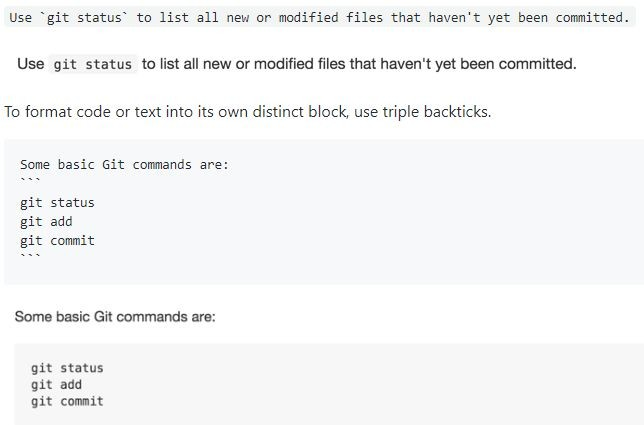 Use `git status` to list all new or modified files that haven't yet been committed.
Use git status to list all new or modified files that haven't yet been committed.
To format code or text into its own distinct block, use triple backticks.
Some basic Git commands are:
```
git status
git add
git commit
```
Some basic Git commands are:
git status
git add
git commit